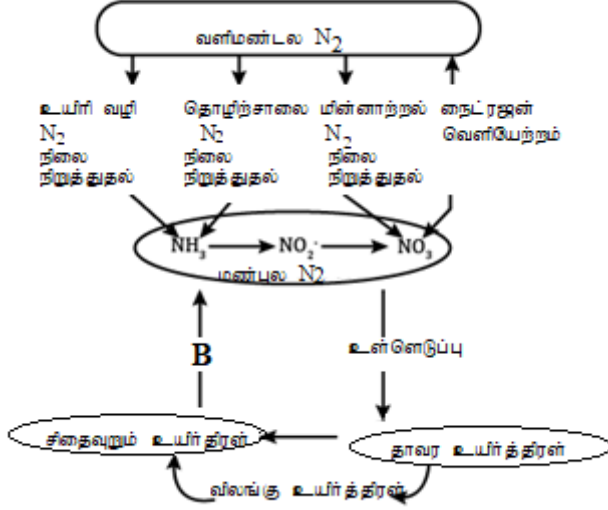 வளிமண்டல N2
உயிரி வழி
N2
நிலை
நிறுத்துதல்
தொழிற்சாலை
N2
நிலை
நிறுத்துதல்
மின்னாற்றல்
N2
நிலை
நிறுத்துதல்
நைட்ரஜன்
வெளியேற்றம்
NH3 NO2- NO3
மண்புல N2
B
உள்ளெடுப்பு
சிதைவுறும் உயிர்திரள்
தாவர உயிர்த்திரள்
விலங்கு உயிர்த்திரள்